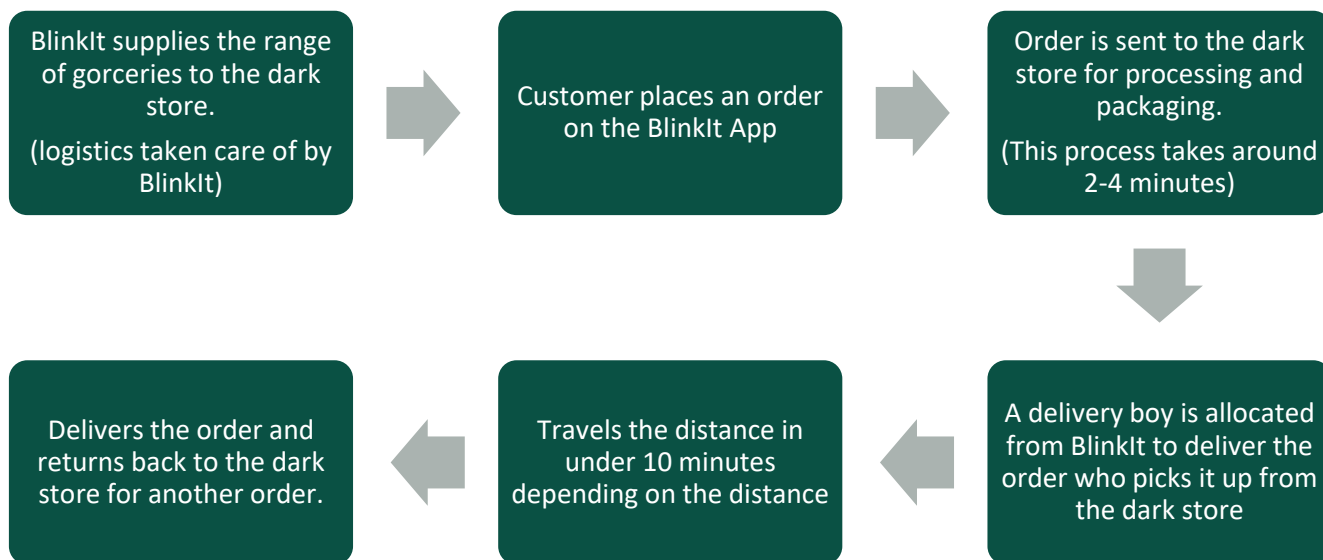 BlinkIt supplies the range
of gorceries to the dark
store.
(logistics taken care of by
BlinkIt)
Customer places an order
on the BlinkIt App
Order is sent to the dark
store for processing and
packaging.
(This process takes around
2-4 minutes)
A delivery boy is allocated
from BlinkIt to deliver the
order who picks it up from
the dark store
Travels the distance in
under 10 minutes
depending on the distance
Delivers the order and
returns back to the dark
store for another order.